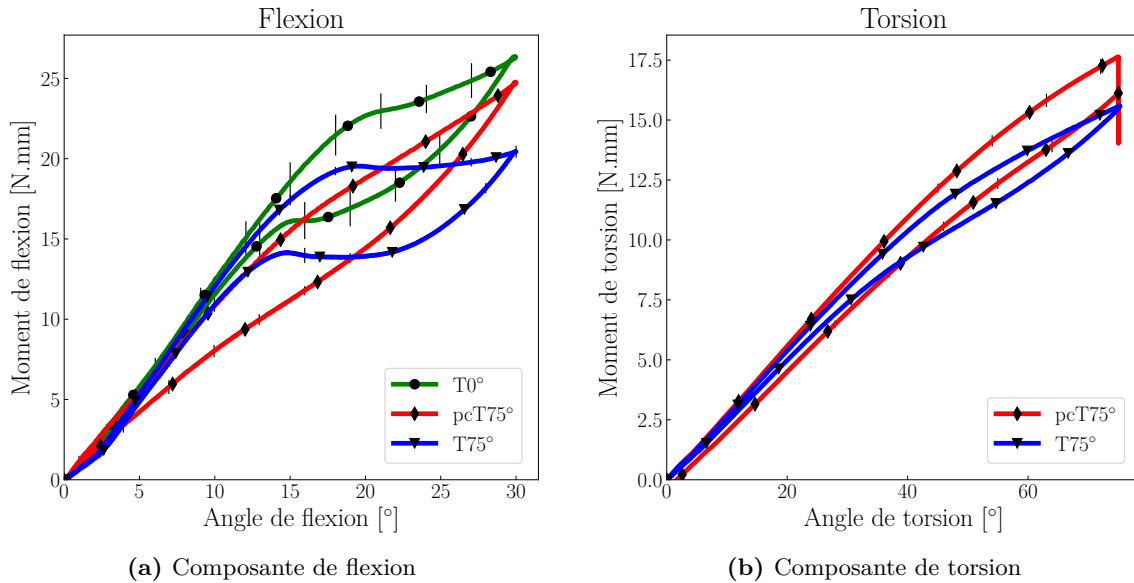 Flexion
Moment de flexion [N.mm]
25
20
15
10
5
0
0 5 10 15 20 25 30
Angle de flexion [°]
T0°
pcT75°
T75°
(a) Composante de flexion
Torsion
Moment de torsion [N.mm]
17.5
15.0
12.5
10.0
7.5
5.0
2.5
0.0
0 20 40 60
Angle de torsion [°]
pcT75°
T75°
(b) Composante de torsion